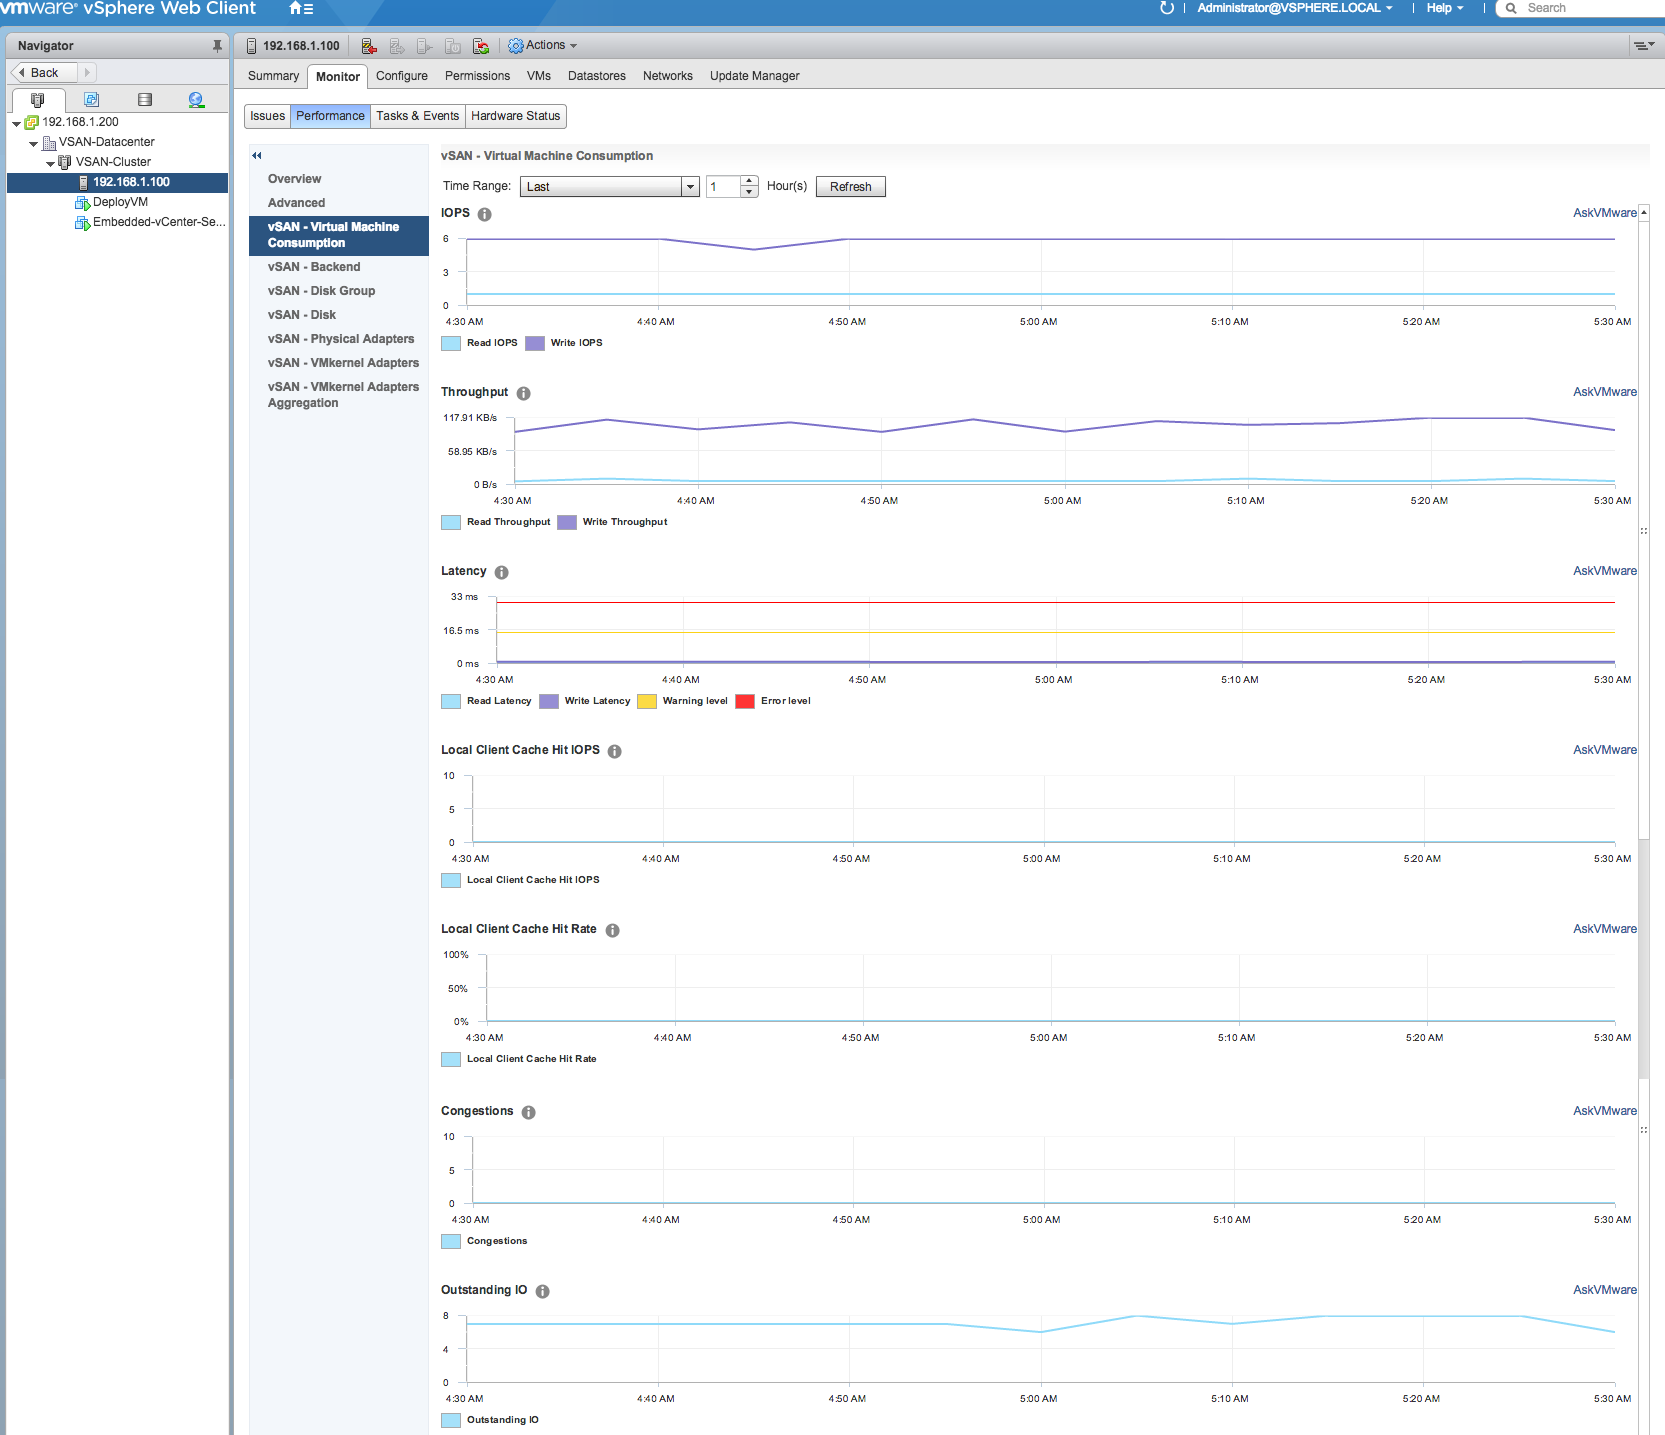 vmware® vSphere Web Client
Administrator@VSPHERE.LOCAL
Help
Search
Navigator
Back
192.168.1.200
VSAN-Datacenter
VSAN-Cluster
192.168.1.100
DeployVM
Embedded-vCenter-Se...
192.168.1.100
Actions
Summary Monitor Configure Permissions VMs Datastores Networks Update Manager
Issues Performance Tasks & Events Hardware Status
Overview
Advanced
vSAN - Virtual Machine
Consumption
vSAN - Backend
vSAN - Disk Group
vSAN - Disk
vSAN - Physical Adapters
vSAN - VMkernel Adapters
vSAN - VMkernel Adapters
Aggregation
vSAN - Virtual Machine Consumption
Time Range: Last 1 Hour(s) Refresh
IOPS AskVMware
6
3
0
4:30 AM 4:40 AM 4:50 AM 5:00 AM 5:10 AM 5:20 AM 5:30 AM
Read IOPS Write IOPS
Throughput AskVMware
117.91 KB/s
58.95 KB/s
0 B/s
4:30 AM 4:40 AM 4:50 AM 5:00 AM 5:10 AM 5:20 AM 5:30 AM
Read Throughput Write Throughput
Latency AskVMware
33 ms
16.5 ms
0 ms
4:30 AM 4:40 AM 4:50 AM 5:00 AM 5:10 AM 5:20 AM 5:30 AM
Read Latency Write Latency Warning level Error level
Local Client Cache Hit IOPS AskVMware
10
5
0
4:30 AM 4:40 AM 4:50 AM 5:00 AM 5:10 AM 5:20 AM 5:30 AM
Local Client Cache Hit IOPS
Local Client Cache Hit Rate AskVMware
100%
50%
0%
4:30 AM 4:40 AM 4:50 AM 5:00 AM 5:10 AM 5:20 AM 5:30 AM
Local Client Cache Hit Rate
Congestions AskVMware
10
5
0
4:30 AM 4:40 AM 4:50 AM 5:00 AM 5:10 AM 5:20 AM 5:30 AM
Congestions
Outstanding IO AskVMware
8
4
0
4:30 AM 4:40 AM 4:50 AM 5:00 AM 5:10 AM 5:20 AM 5:30 AM
Outstanding IO